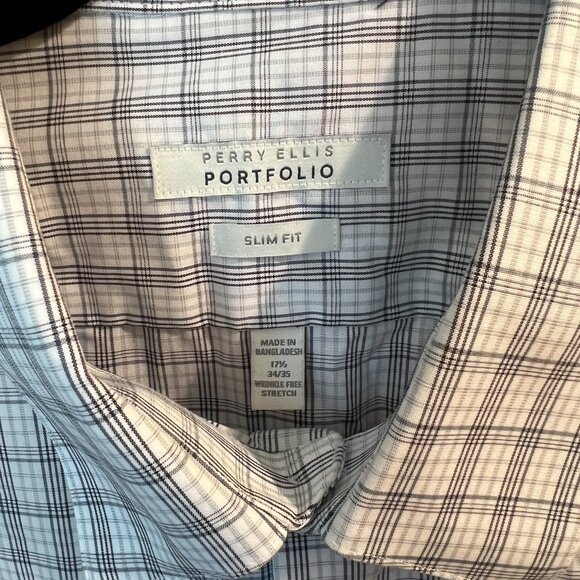 PERRY ELLIS
PORTFOLIO
SLIM FIT
MADE IN
BANGLADESH
17½
34/35
WRINKLE FREE
STRETCH